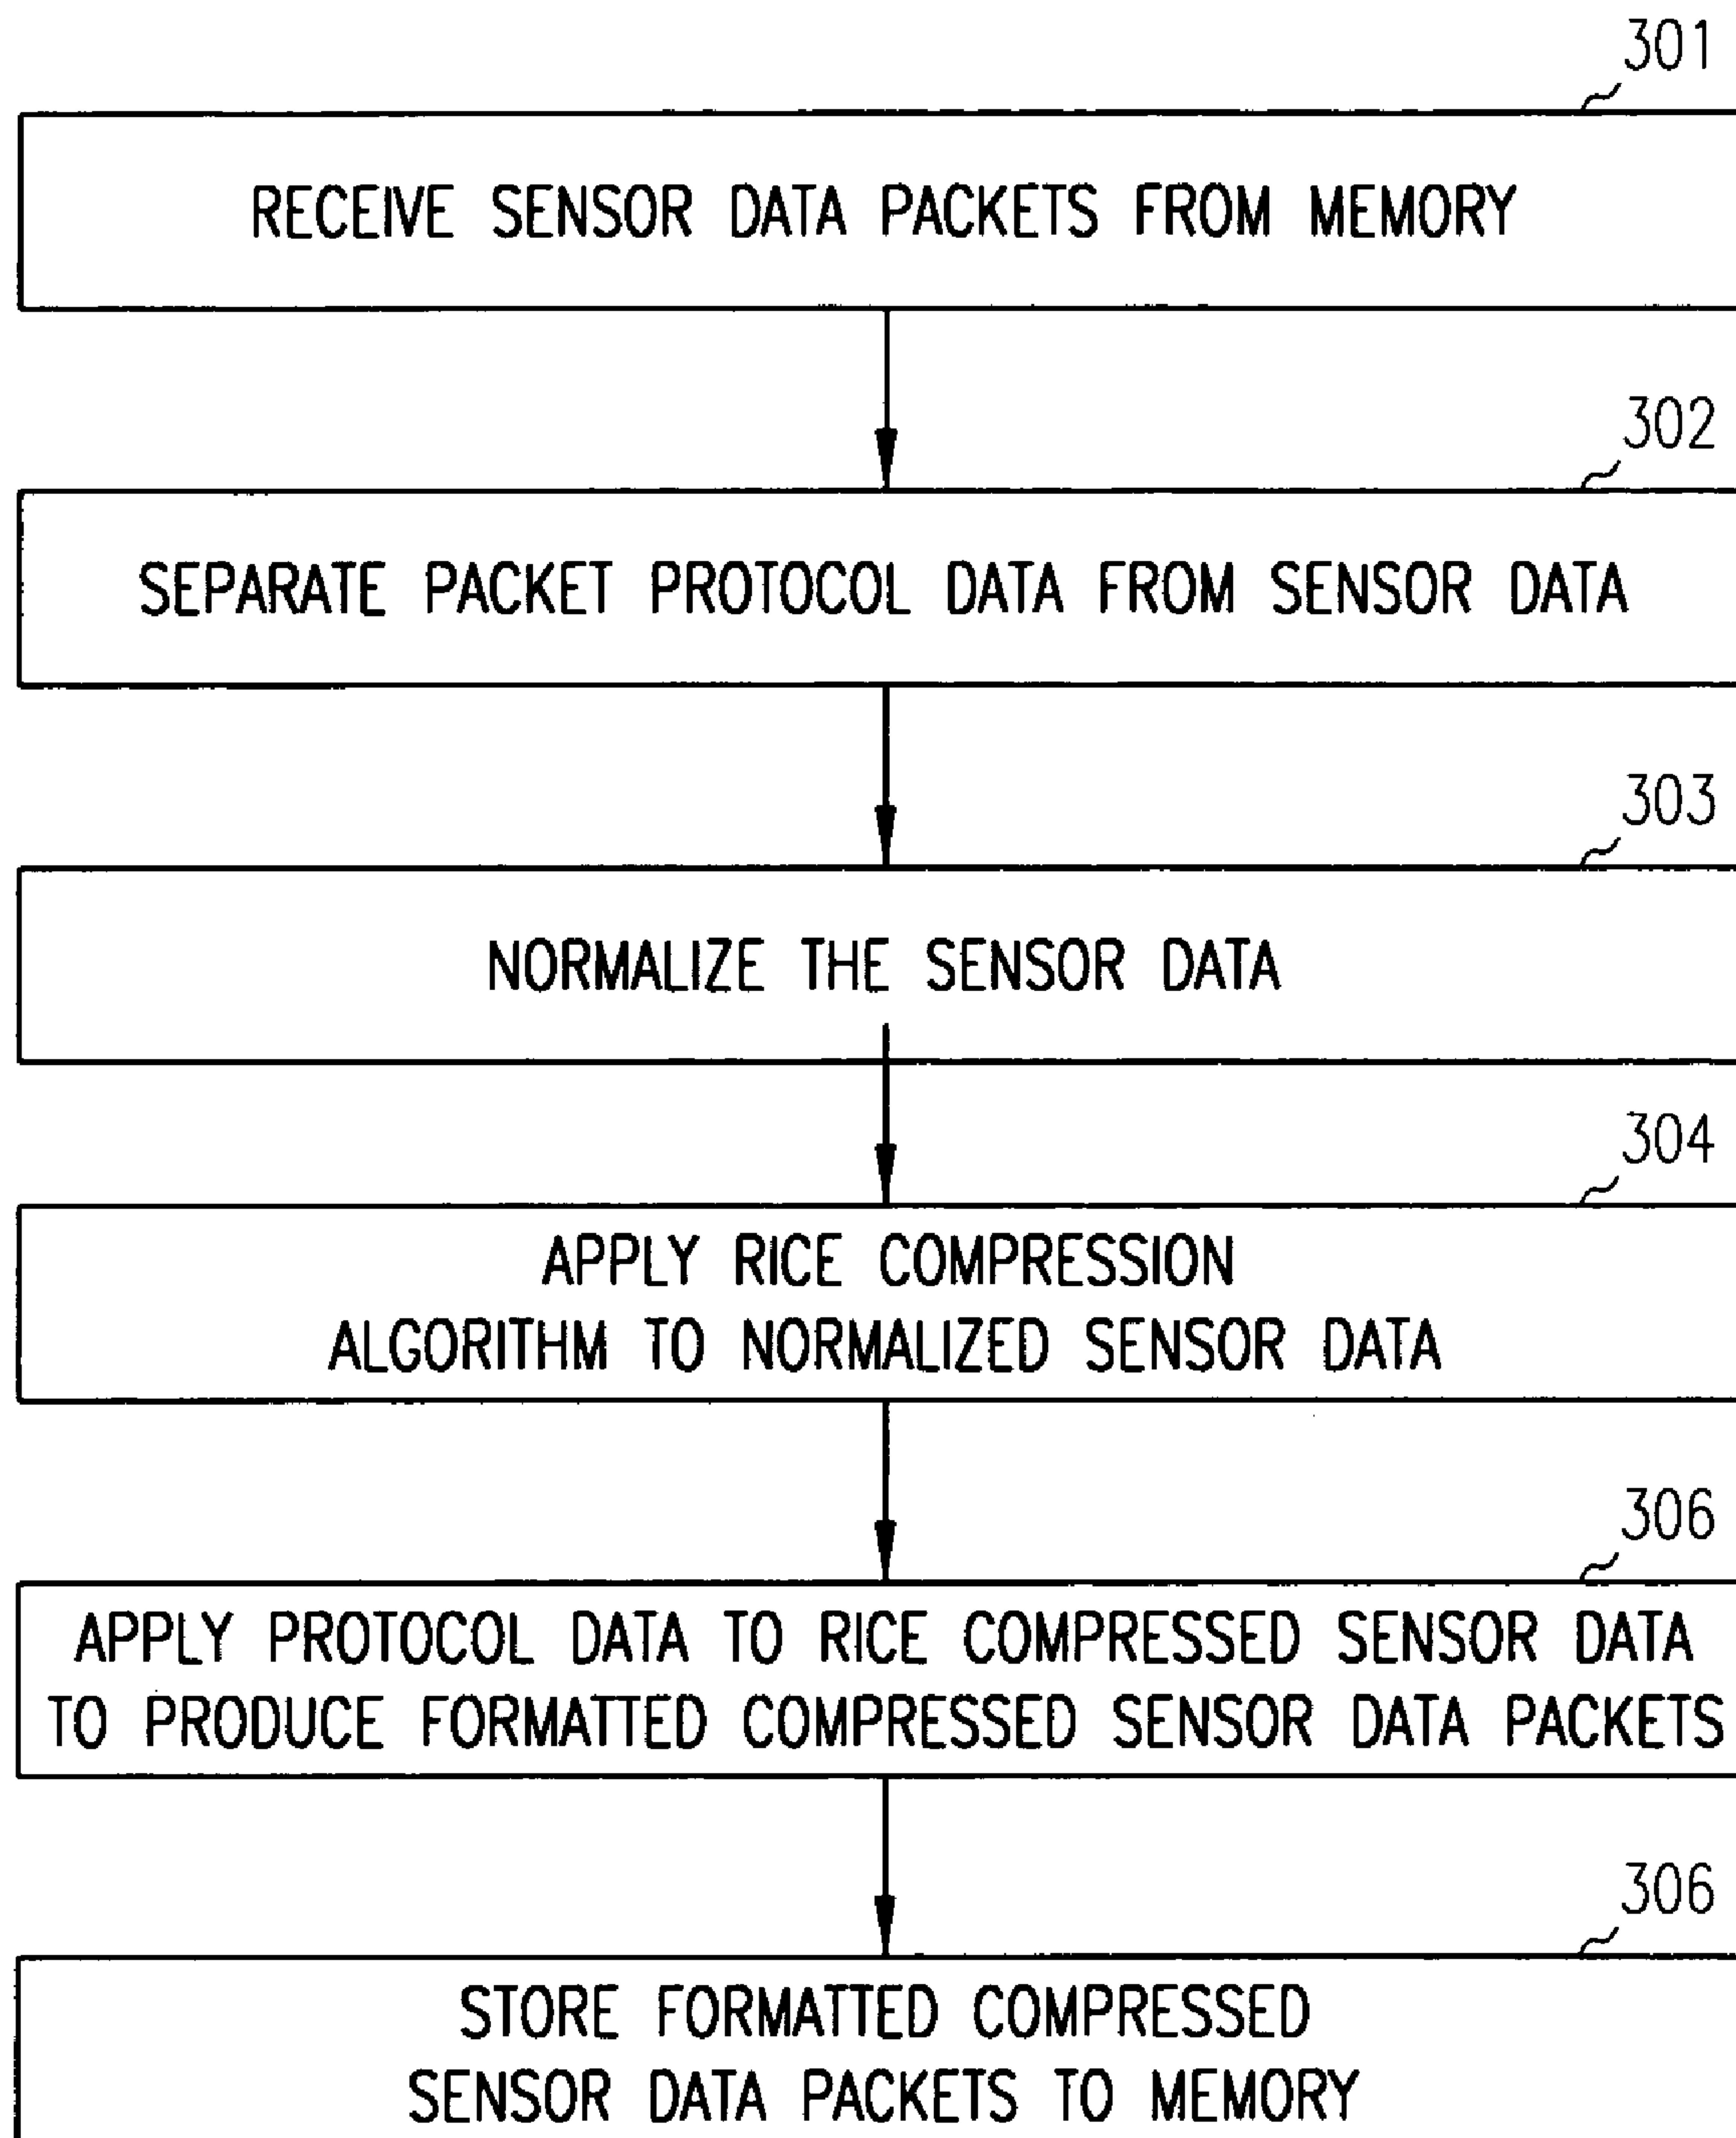 301
RECEIVE SENSOR DATA PACKETS FROM MEMORY
302
SEPARATE PACKET PROTOCOL DATA FROM SENSOR DATA
303
NORMALIZE THE SENSOR DATA
304
APPLY RICE COMPRESSION
ALGORITHM TO NORMALIZED SENSOR DATA
306
APPLY PROTOCOL DATA TO RICE COMPRESSED SENSOR DATA
TO PRODUCE FORMATTED COMPRESSED SENSOR DATA PACKETS
306
STORE FORMATTED COMPRESSED
SENSOR DATA PACKETS TO MEMORY